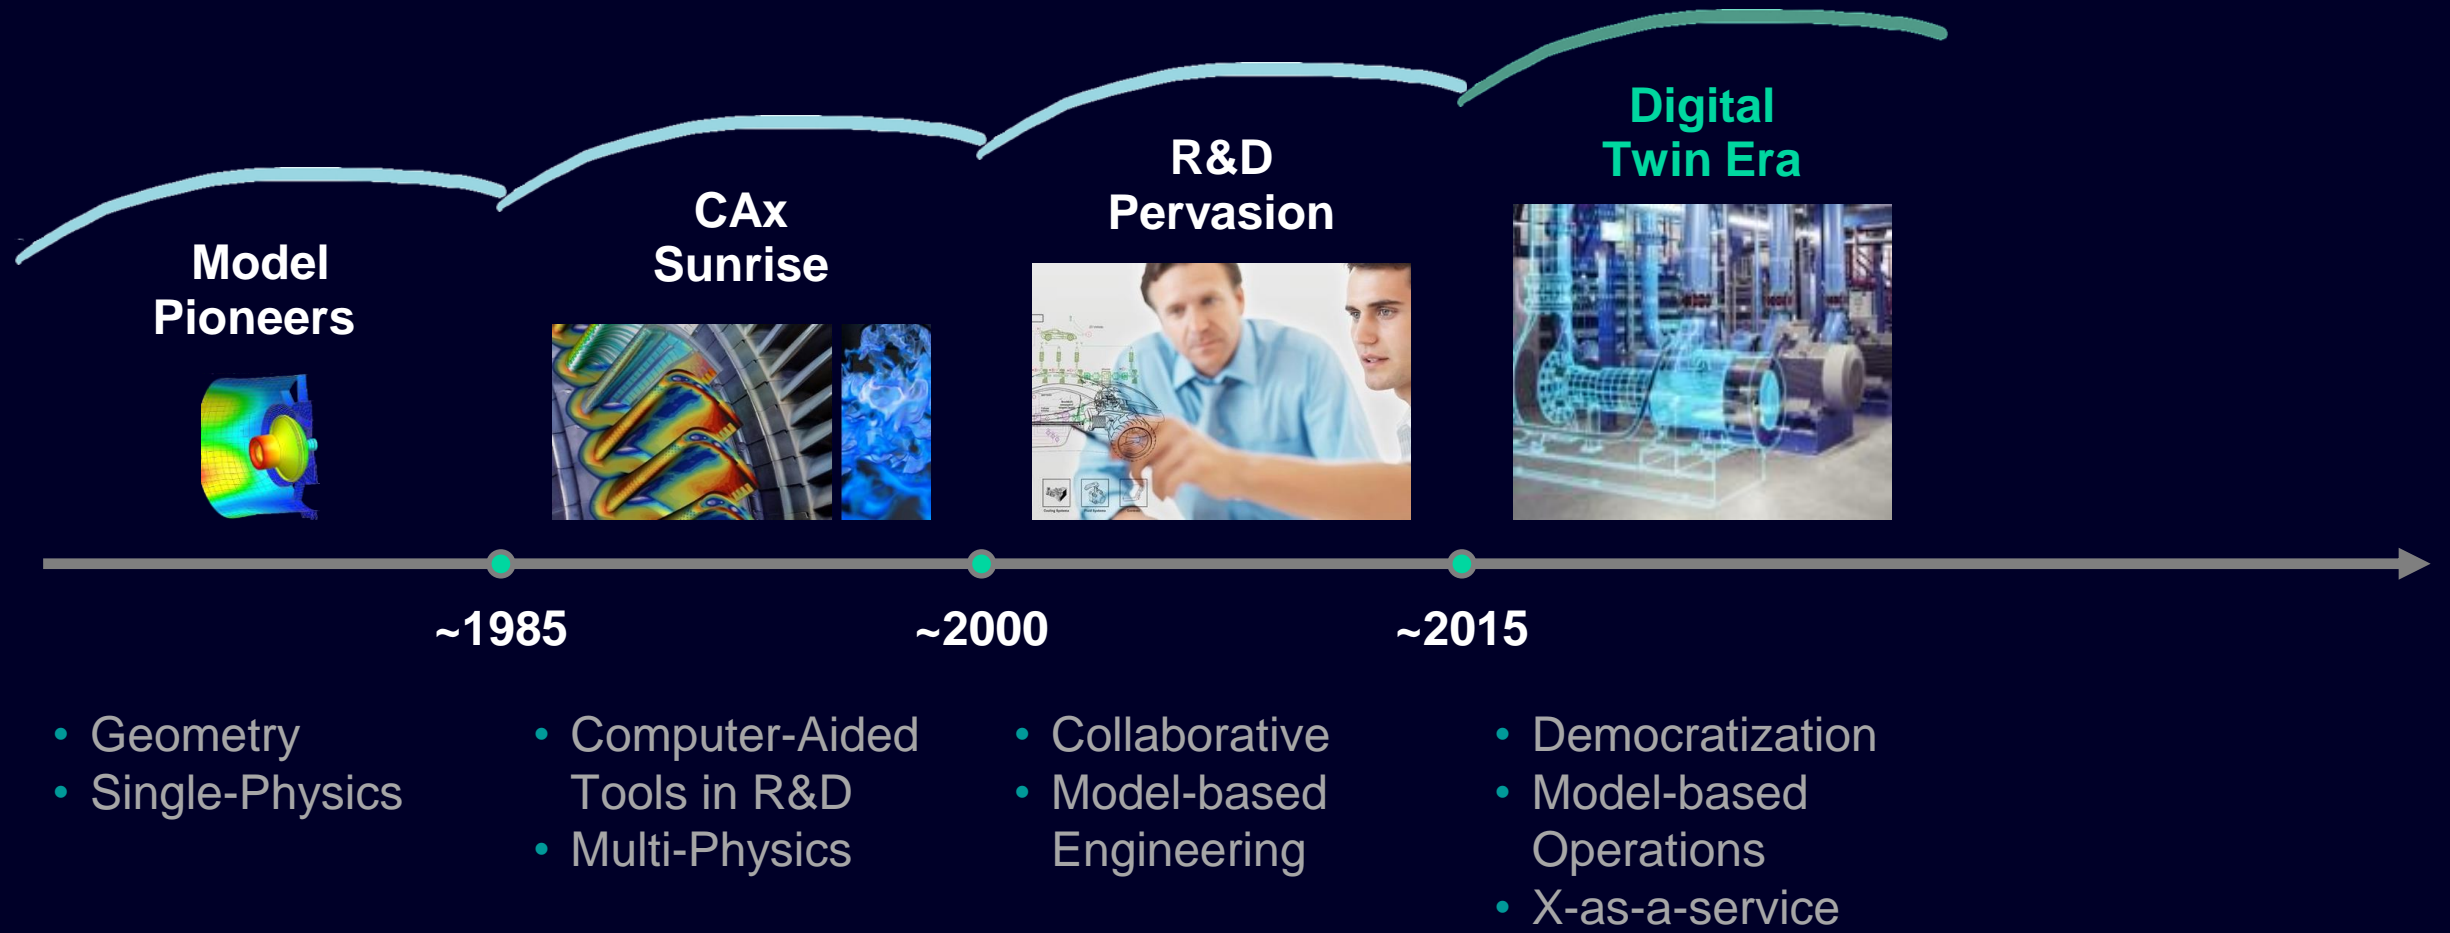 Model
Pioneers
CAx
Sunrise
R&D
Pervasion
Digital
Twin Era
~1985
~2000
~2015
• Geometry
• Single-Physics
• Computer-Aided
Tools in R&D
• Multi-Physics
• Collaborative
• Model-based
Engineering
• Democratization
• Model-based
Operations
• X-as-a-service